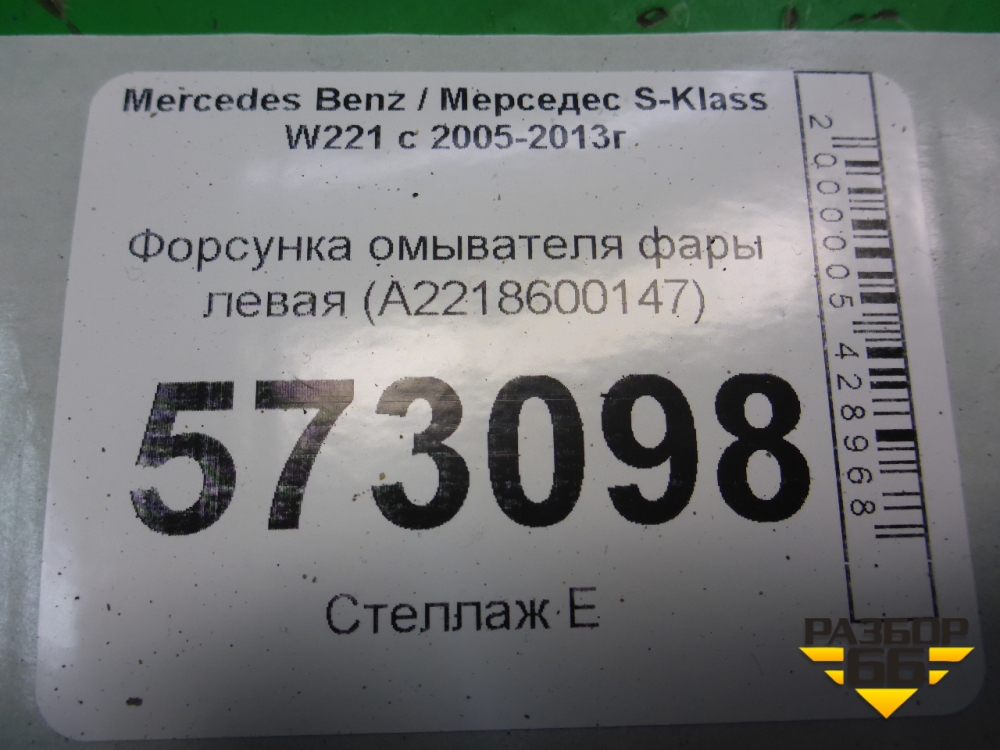 Mercedes Benz / Мерседес S-Klass
W221 с 2005-2013г
Форсунка омывателя фары
левая (A2218600147)
573098
Стеллаж Е
2000005428968
РАЗБОР
66